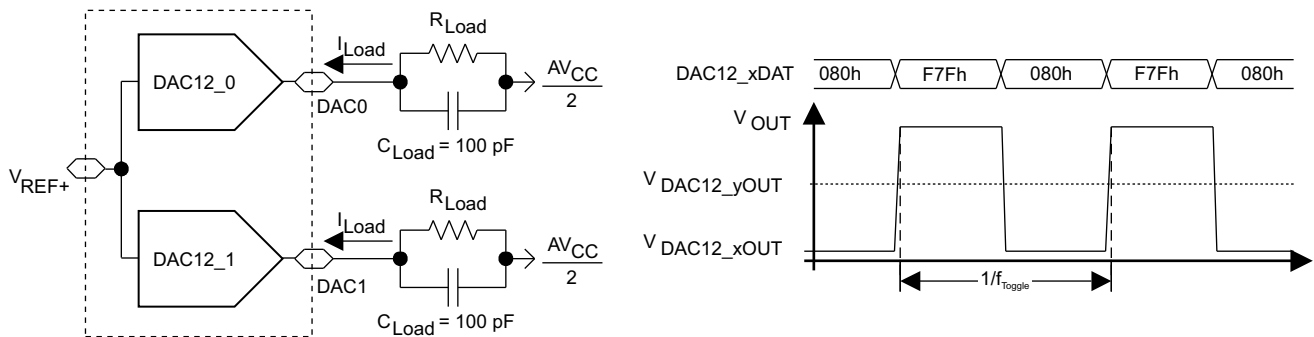 DAC12_0
I Load
R Load
AV CC
2
DAC0
C Load = 100 pF
V REF+
DAC12_1
I Load
R Load
AV CC
2
DAC1
C Load = 100 pF
DAC12_xDAT 080h F7Fh 080h F7Fh 080h
V OUT
V DAC12_yOUT
V DAC12_xOUT
1/f Toggle